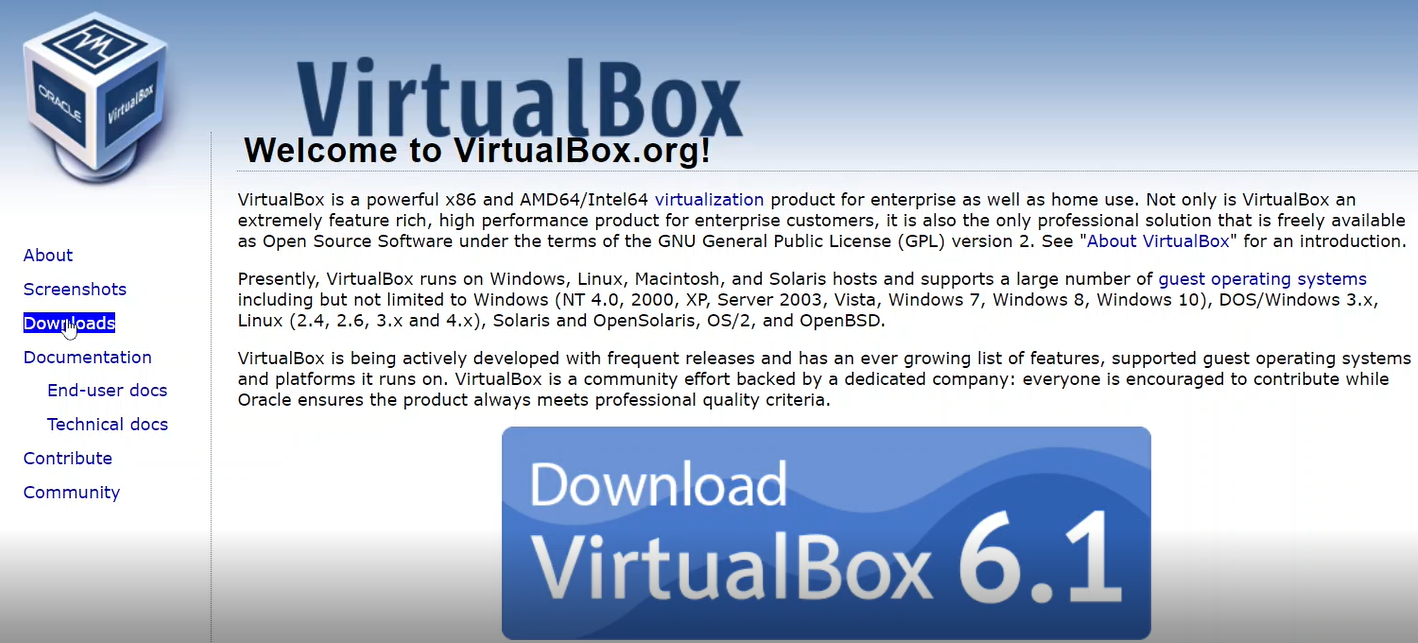 ORACLE
VirtualBox
VirtualBox
Welcome to VirtualBox.org!
VirtualBox is a powerful x86 and AMD64/Intel64 virtualization product for enterprise as well as home use. Not only is VirtualBox an
extremely feature rich, high performance product for enterprise customers, it is also the only professional solution that is freely available
as Open Source Software under the terms of the GNU General Public License (GPL) version 2. See "About VirtualBox" for an introduction.
Presently, VirtualBox runs on Windows, Linux, Macintosh, and Solaris hosts and supports a large number of guest operating systems
including but not limited to Windows (NT 4.0, 2000, XP, Server 2003, Vista, Windows 7, Windows 8, Windows 10), DOS/Windows 3.x,
Linux (2.4, 2.6, 3.x and 4.x), Solaris and OpenSolaris, OS/2, and OpenBSD.
VirtualBox is being actively developed with frequent releases and has an ever growing list of features, supported guest operating systems
and platforms it runs on. VirtualBox is a community effort backed by a dedicated company: everyone is encouraged to contribute while
Oracle ensures the product always meets professional quality criteria.
About
Screenshots
Downloads
Documentation
End-user docs
Technical docs
Contribute
Community
Download
VirtualBox 6.1